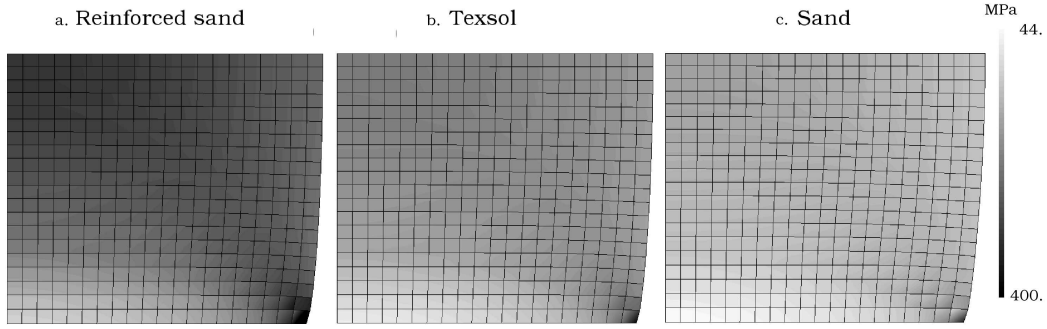 a. Reinforced sand
b. Texsol
c. Sand
MPa
44.
400.